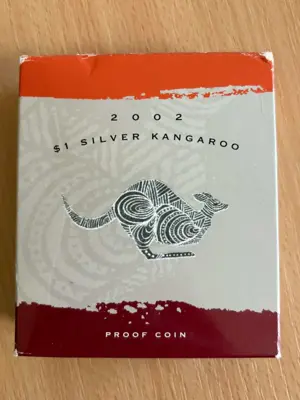 2002
$1 SILVER KANGAROO
PROOF COIN